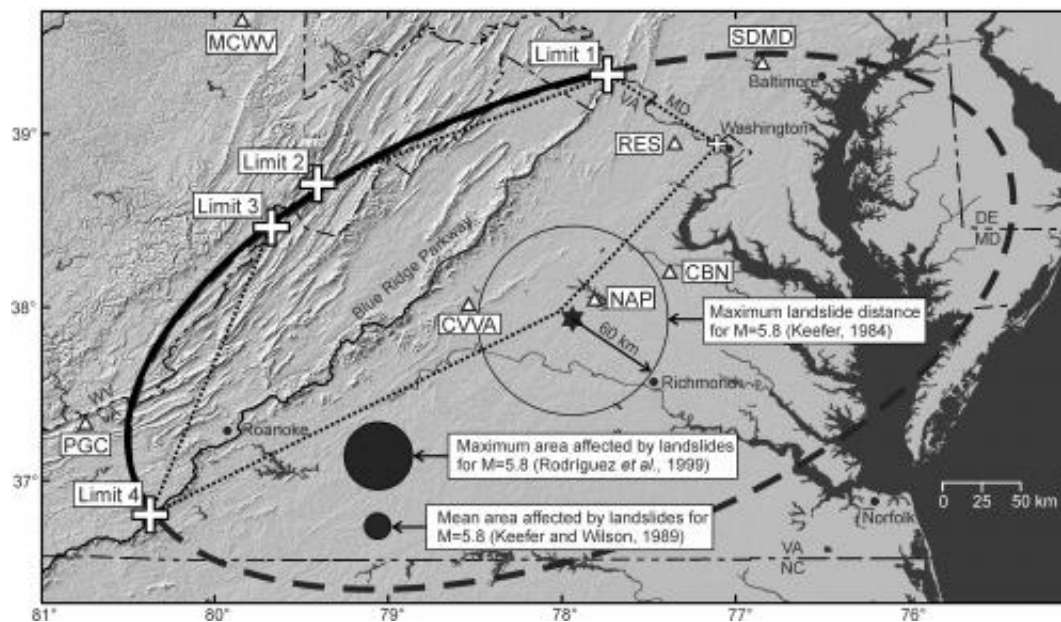 MCWV
SDMD
Limit 1
MD
WV
Baltimore
VA
MD
39°
Washington
RES
Limit 2
Limit 3
DE
MD
Blue Ridge Parkway
CBN
38°
NAP
CVVA
Maximum landslide distance
for M=5.8 (Keefer, 1984)
60 km
Richmond
WV
VA
PGC
Roanoke
Maximum area affected by landslides
for M=5.8 (Rodríguez et al., 1999)
37°
Limit 4
Mean area affected by landslides for
M=5.8 (Keefer and Wilson, 1989)
0 25 50 km
Norfolk
VA
NC
81° 80° 79° 78° 77° 76°